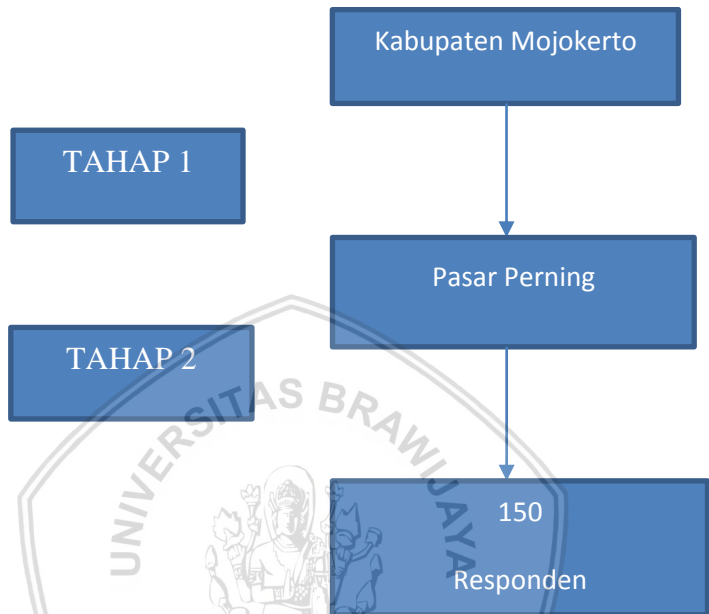 Kabupaten Mojokerto
TAHAP 1
Pasar Perning
TAHAP 2
UNIVERSITAS BRAWIJAYA
150
Responden